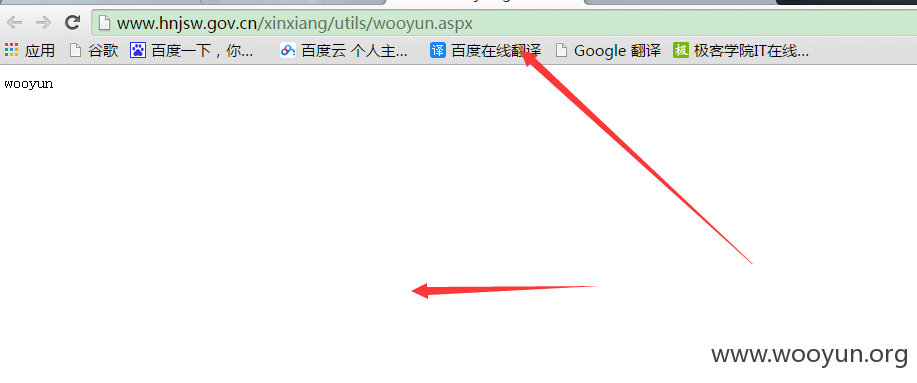 www.hnjsw.gov.cn/xinxiang/utils/wooyun.aspx
应用 谷歌 百度一下，你... 百度云 个人主... 译 百度在线翻译 Google 翻译 极 极客学院IT在线...
wooyun
www.wooyun.org